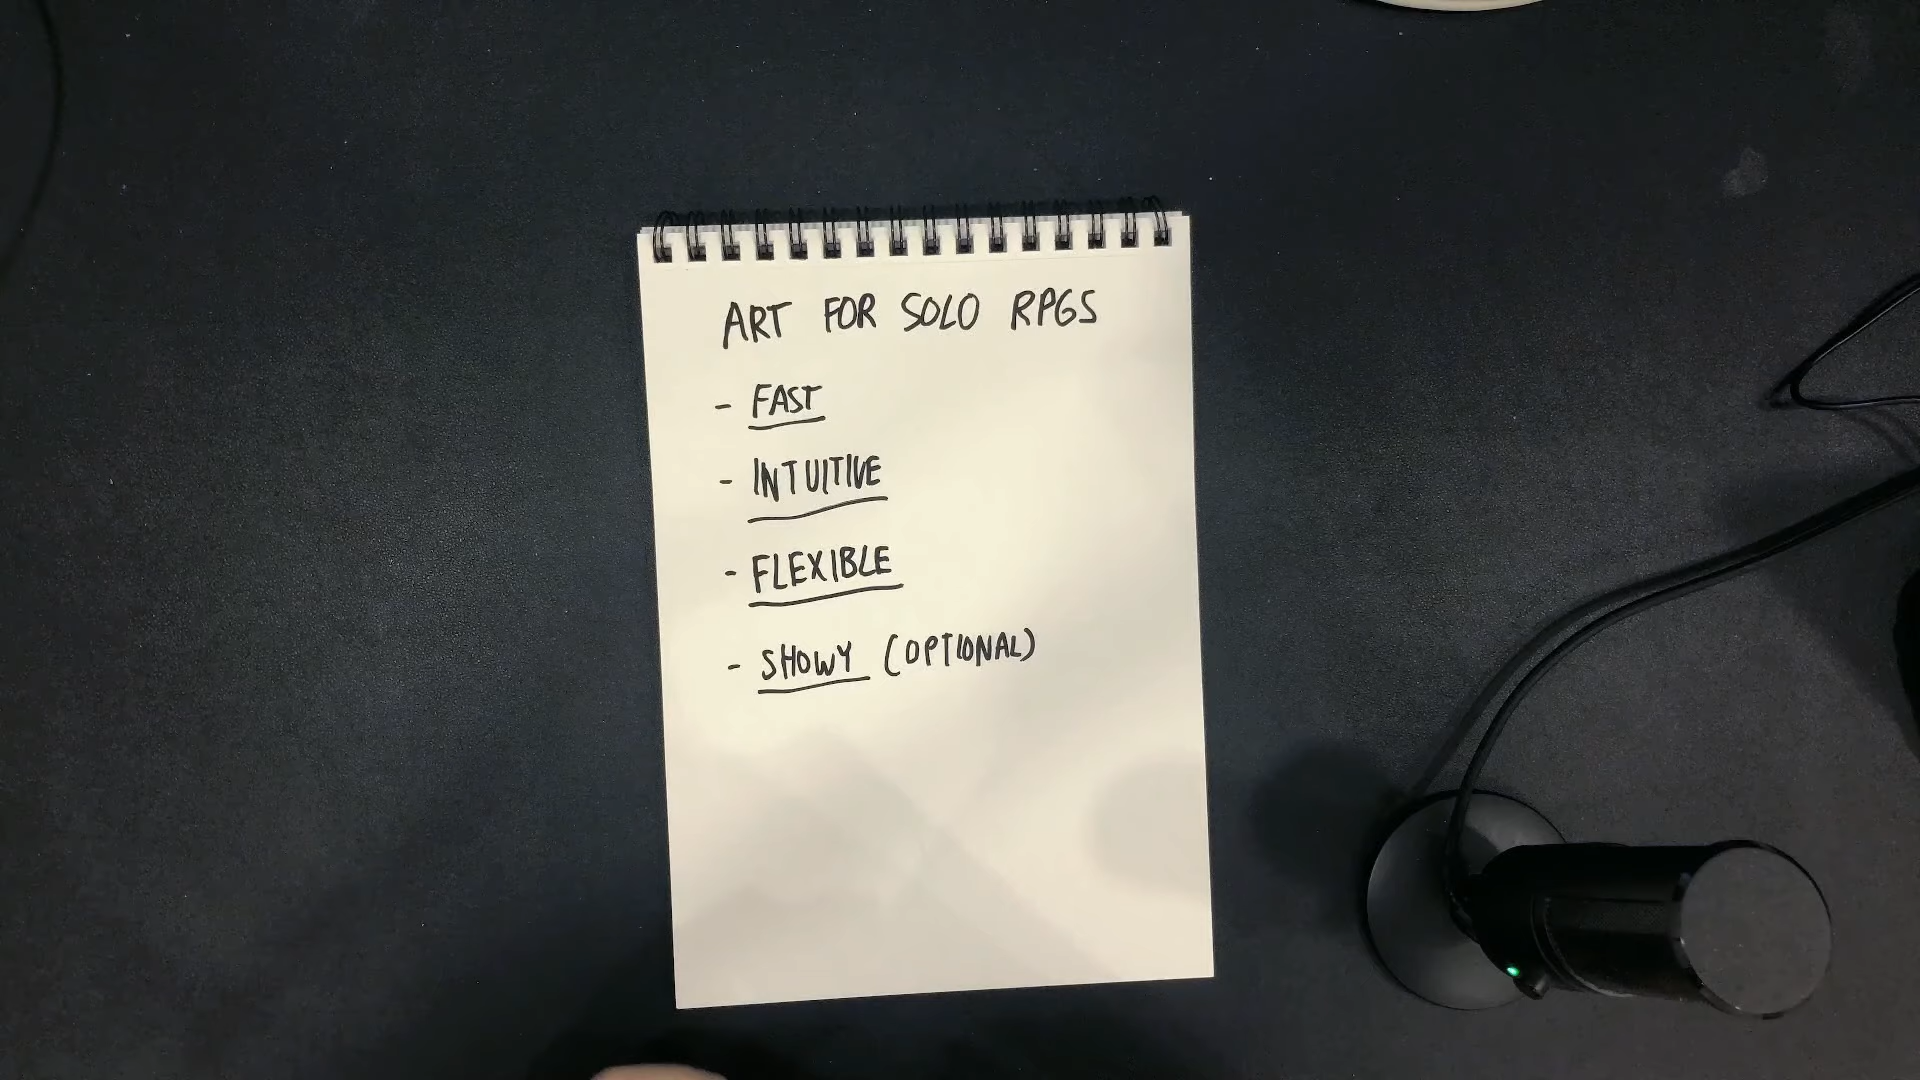 ART FOR SOLO RPGS
- FAST
- INTUITIVE
- FLEXIBLE
- SHOWY (OPTIONAL)